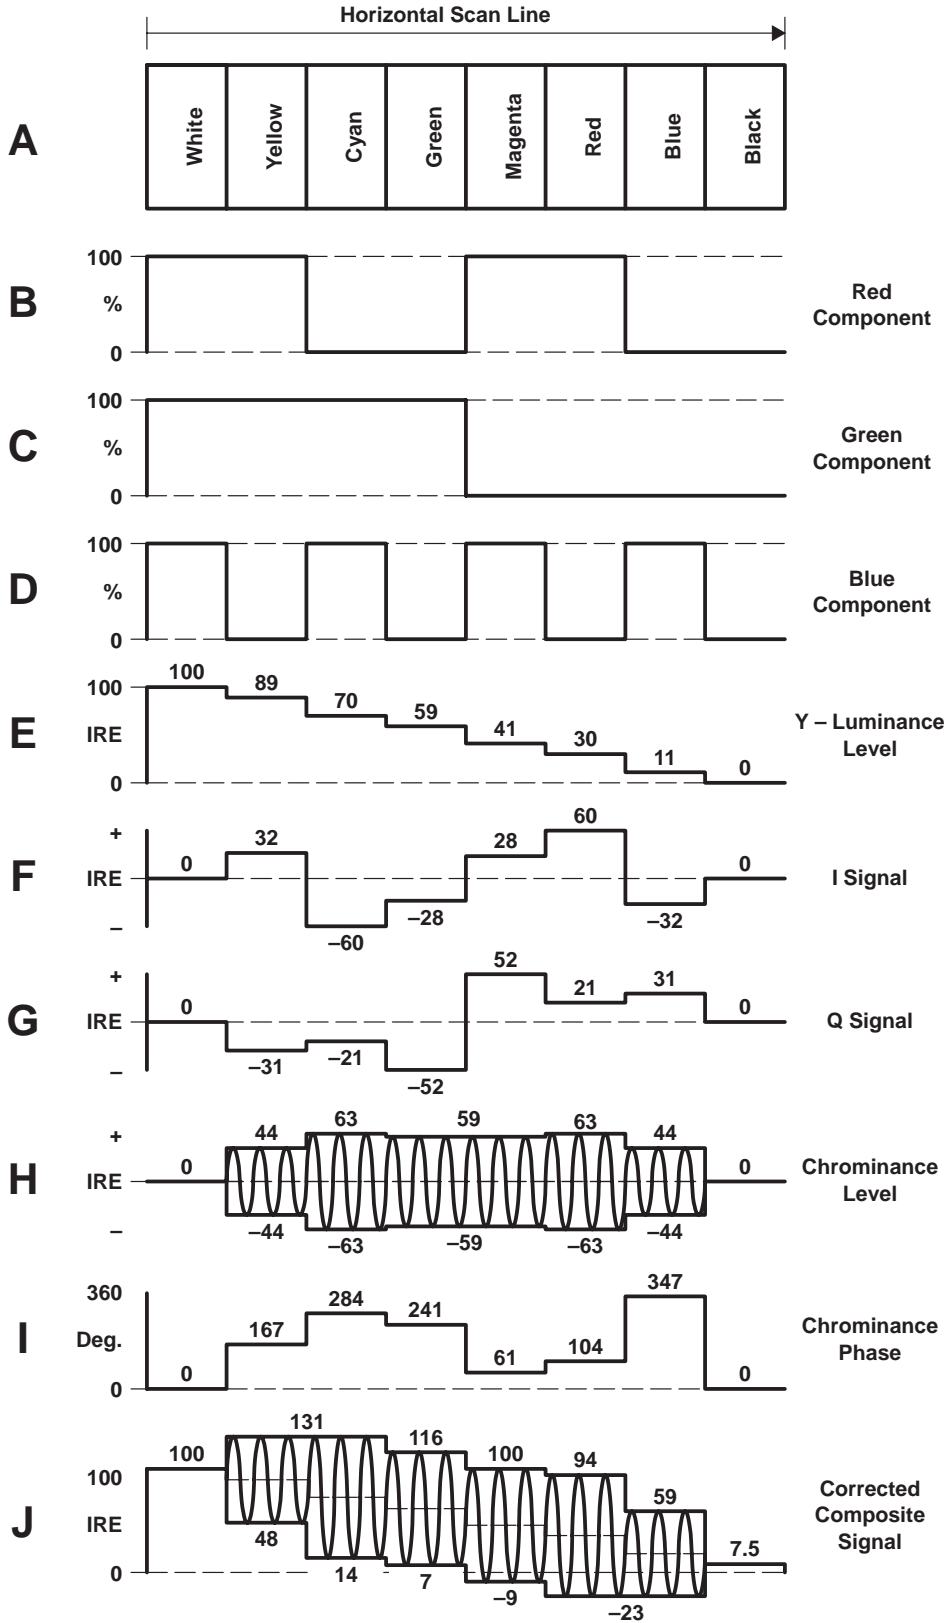 Horizontal Scan Line
A
White
Yellow
Cyan
Green
Magenta
Red
Blue
Black
B
100
%
0
Red
Component
C
100
%
0
Green
Component
D
100
%
0
Blue
Component
E
100
IRE
0
100
89
70
59
41
30
11
0
Y – Luminance
Level
F
+
IRE
–
0
32
–60
–28
28
60
–32
0
I Signal
G
+
IRE
–
0
–31
–21
–52
52
21
31
0
Q Signal
H
+
IRE
–
0
44
63
59
63
44
0
–44
–63
–59
–63
–44
Chrominance
Level
I
360
Deg.
0
0
167
284
241
61
104
347
0
Chrominance
Phase
J
100
IRE
0
100
131
116
100
94
59
7.5
48
14
7
–9
–23
Corrected
Composite
Signal